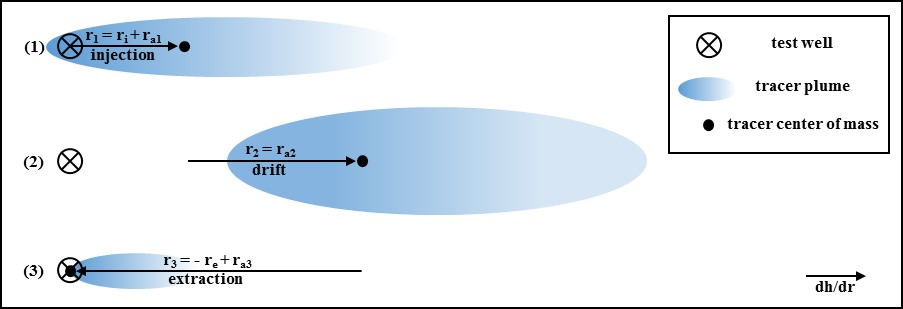 (1)
r1 = ri + ra1
injection
(2)
r2 = ra2
drift
(3)
r3 = - re + ra3
extraction
test well
tracer plume
tracer center of mass
dh/dr